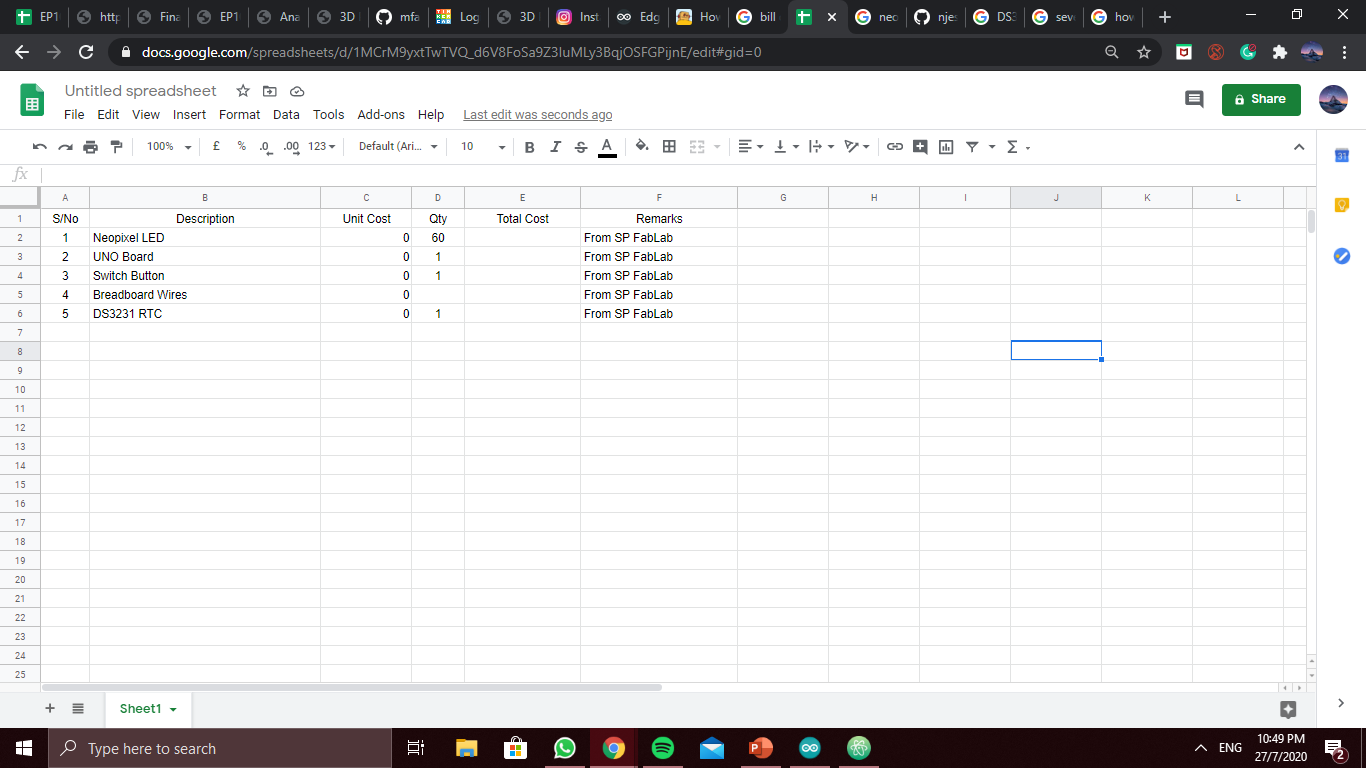 EP1 http Fina EP1 Ana 3D mfa Log 3D Inst Edg Hov bill neo njes DS3 seve how
docs.google.com/spreadsheets/d/1MCrM9yxtTwTVQ_d6V8FoSa9Z3IuMLy3BqjOSFGPijnE/edit#gid=0
Untitled spreadsheet
File Edit View Insert Format Data Tools Add-ons Help Last edit was seconds ago
Share
100% £ % .0 .00 123 Default (Ari... 10 B I S A
31
fx
A B C D E F G H I J K L
1 S/No Description Unit Cost Qty Total Cost Remarks
2 1 Neopixel LED 0 60 From SP FabLab
3 2 UNO Board 0 1 From SP FabLab
4 3 Switch Button 0 1 From SP FabLab
5 4 Breadboard Wires 0 From SP FabLab
6 5 DS3231 RTC 0 1 From SP FabLab
7
8
9
10
11
12
13
14
15
16
17
18
19
20
21
22
23
24
25
Sheet1
Type here to search
ENG
10:49 PM
27/7/2020
2